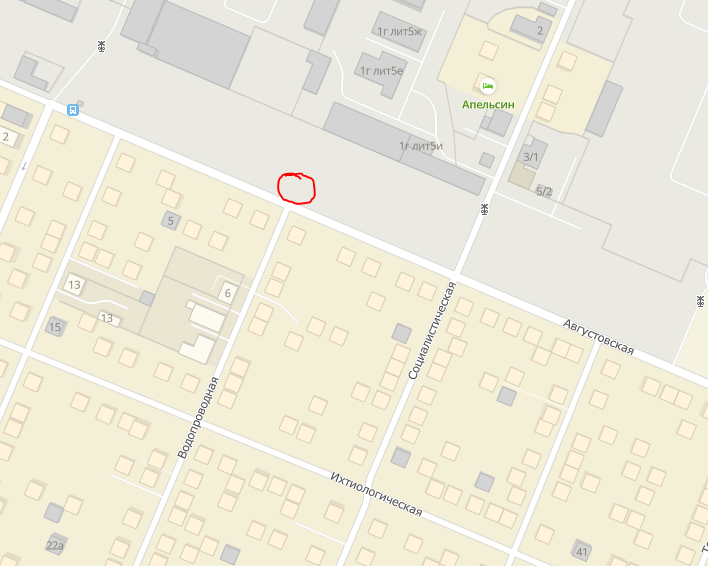 2
1г лит5ж
1г лит5е
Апельсин
2
1г лит5и
3/1
5/2
5
13
6
13
15
Августовская
Социалистическая
Водопроводная
Ихтиологическая
22а
41